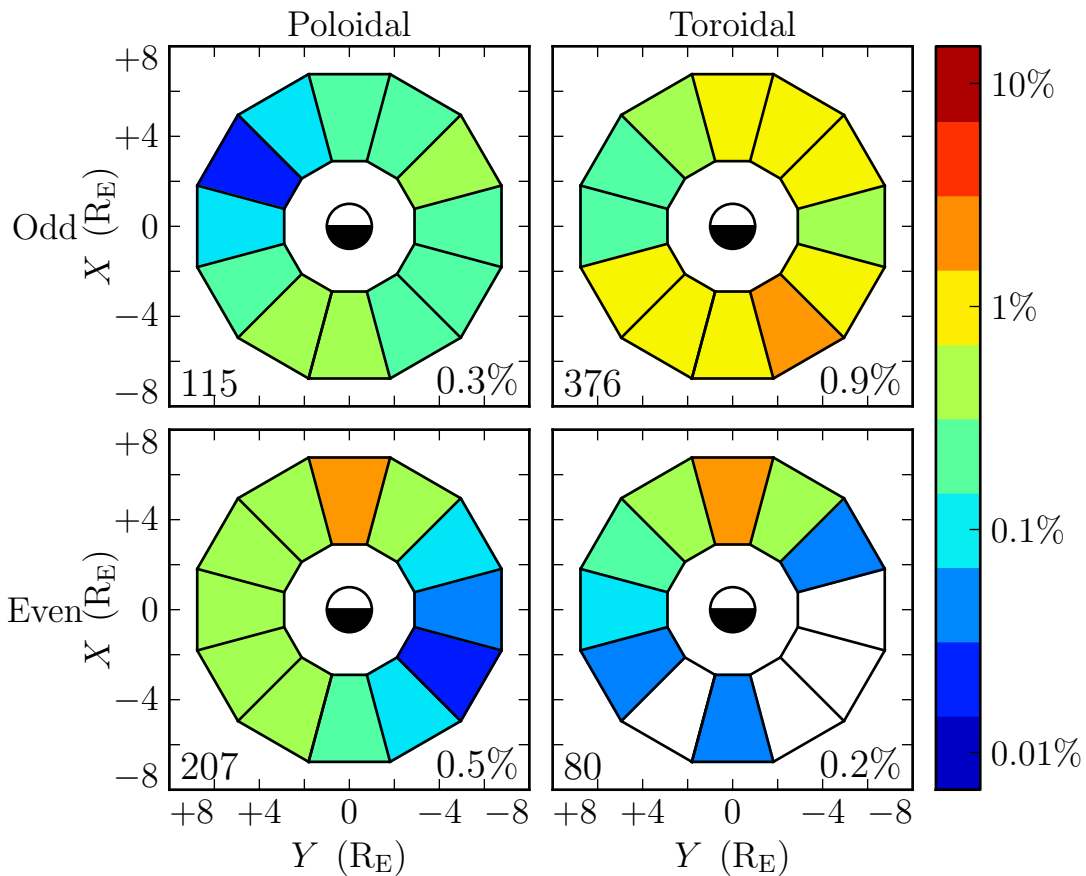 Poloidal Toroidal
+8
+4
Odd X (R_E) 0
−4
−8
115 0.3% 376 0.9%
10%
1%
0.1%
0.01%
+8
+4
Even X (R_E) 0
−4
−8
207 0.5% 80 0.2%
+8 +4 0 −4 −8 +8 +4 0 −4 −8
Y (R_E) Y (R_E)